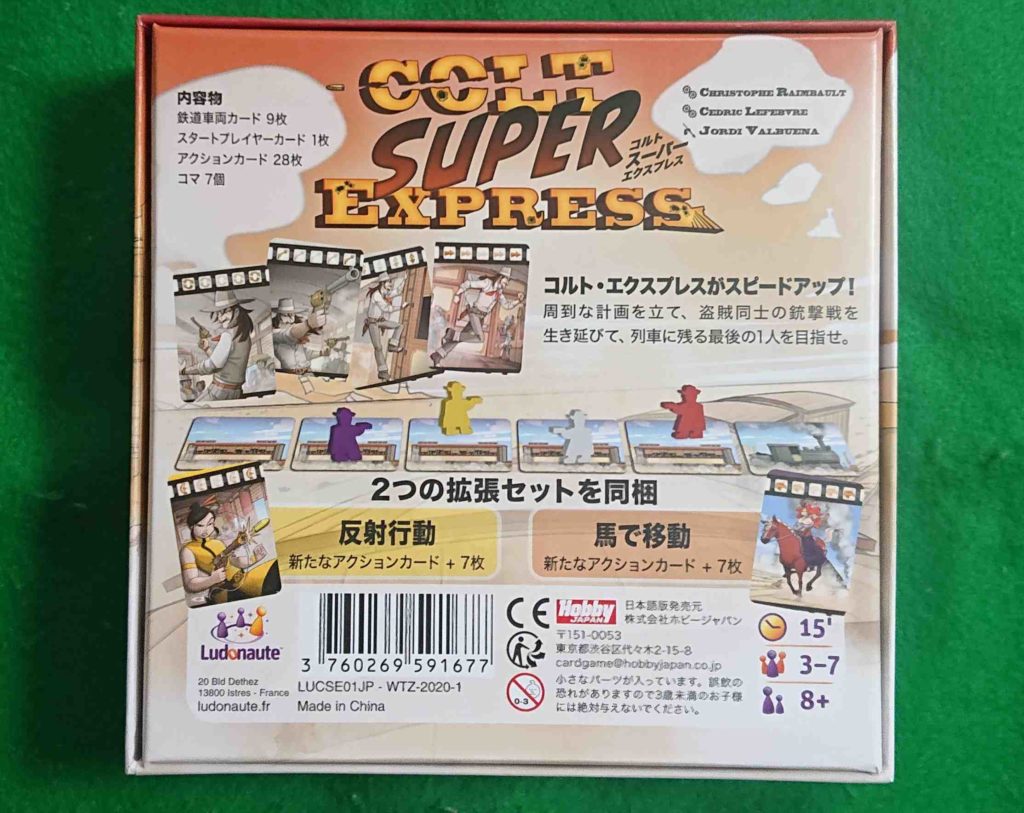 内容物
鉄道車両カード 9枚
スタートプレイヤーカード 1枚
アクションカード 28枚
コマ 7個
COLT
SUPER
EXPRESS
コルト
スーパー
エクスプレス
CHRISTOPHE RAIMBAULT
CEDRIC LEFEBVRE
JORDI VALBUENA
コルト・エクスプレスがスピードアップ！
周到な計画を立て、盗賊同士の銃撃戦を
生き延びて、列車に残る最後の1人を目指せ。
2つの拡張セットを同梱
反射行動
新たなアクションカード + 7枚
馬で移動
新たなアクションカード + 7枚
Ludonaute™
20 Bld Dethez
13800 Istres - France
ludonaute.fr
3 760269 591677
LUCSE01JP - WTZ-2020-1
Made in China
CE
0-3
Hobby
JAPAN
日本語版発売元
株式会社ホビージャパン
〒151-0053
東京都渋谷区代々木2-15-8
cardgame@hobbyjapan.co.jp
小さなパーツが入っています。誤飲の
恐れがありますので3歳未満のお子様
には絶対与えないでください。
15'
3-7
8+